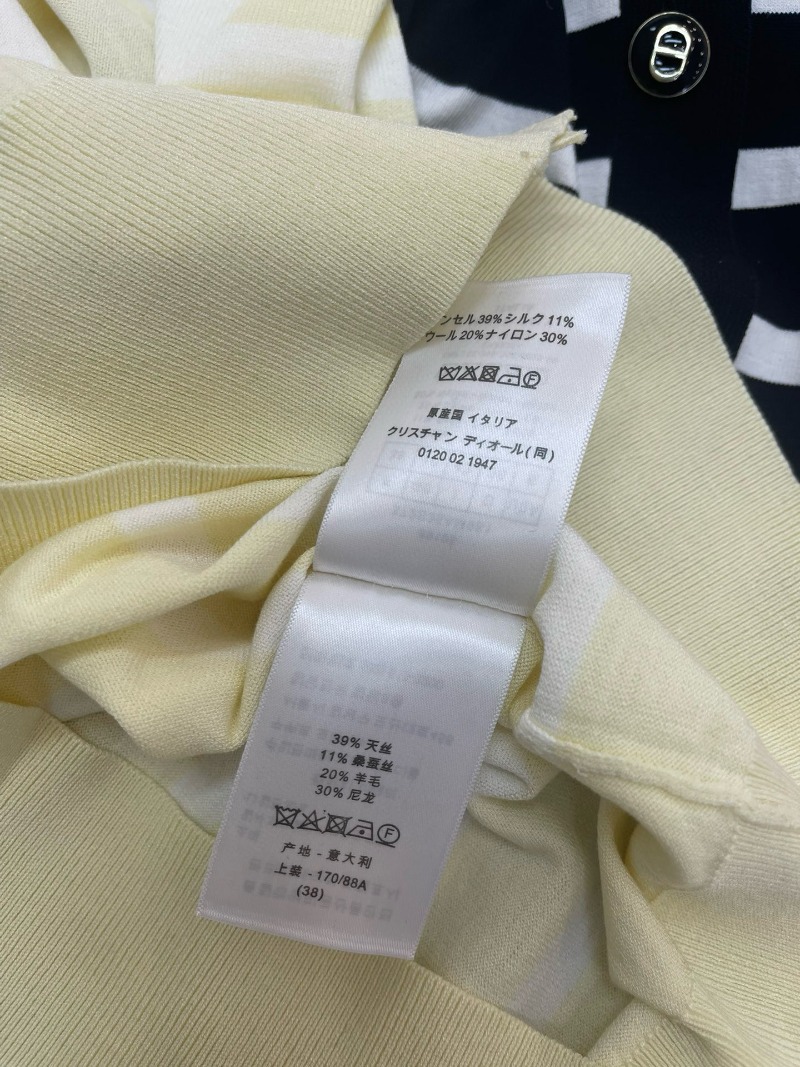 ンセル 39% シルク 11%
ウール 20% ナイロン 30%
F
原産国 イタリア
クリスチャン ディオール(同)
0120 02 1947
39% 天丝
11% 桑蚕丝
20% 羊毛
30% 尼龙
F
产地 - 意大利
上装 - 170/88A
(38)